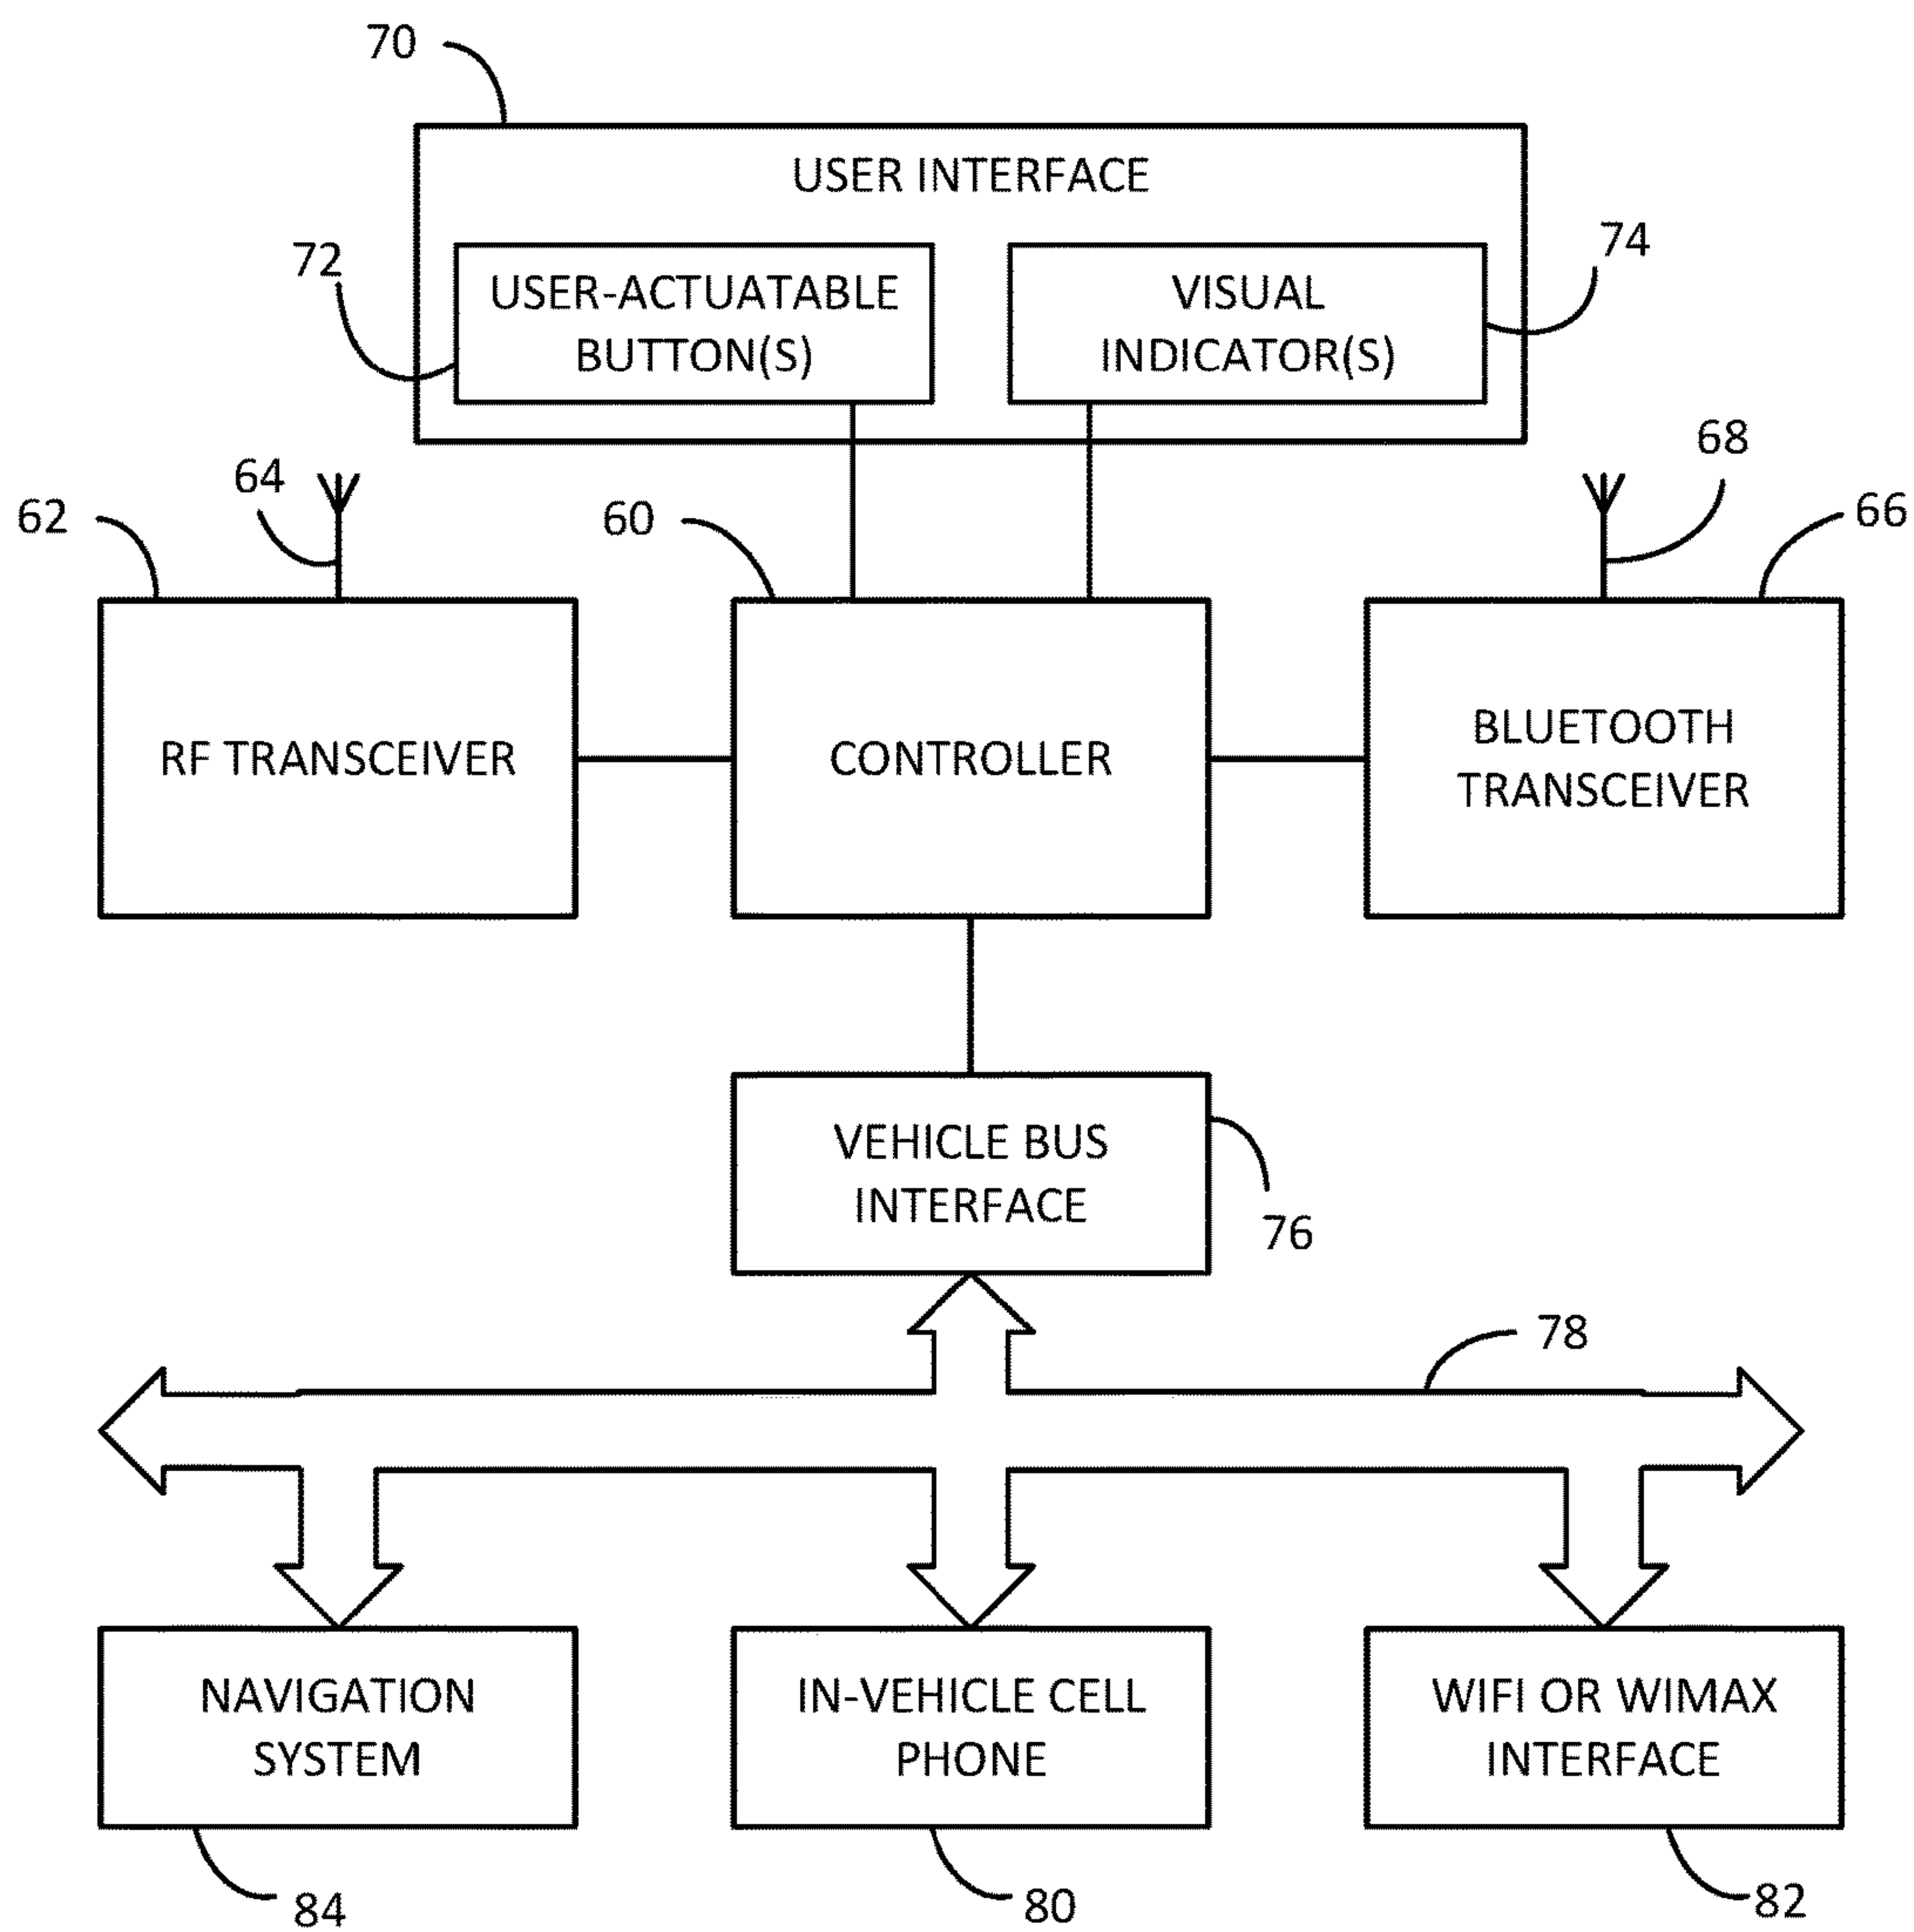 70
USER INTERFACE
72
USER-ACTUATABLE
BUTTON(S)
VISUAL
INDICATOR(S)
74
62
64
60
68
66
RF TRANSCEIVER
CONTROLLER
BLUETOOTH
TRANSCEIVER
VEHICLE BUS
INTERFACE
76
78
NAVIGATION
SYSTEM
IN-VEHICLE CELL
PHONE
WIFI OR WIMAX
INTERFACE
84
80
82